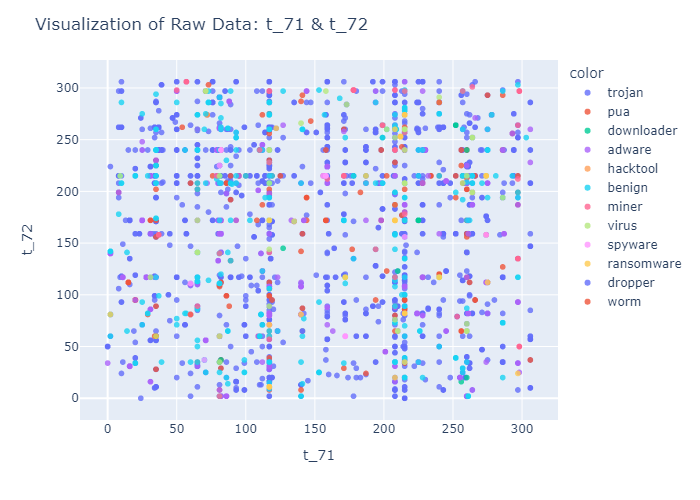 Visualization of Raw Data: t_71 & t_72
color
trojan
pua
downloader
adware
hacktool
benign
miner
virus
spyware
ransomware
dropper
worm
300
250
200
150
100
50
0
t_72
0
50
100
150
200
250
300
t_71